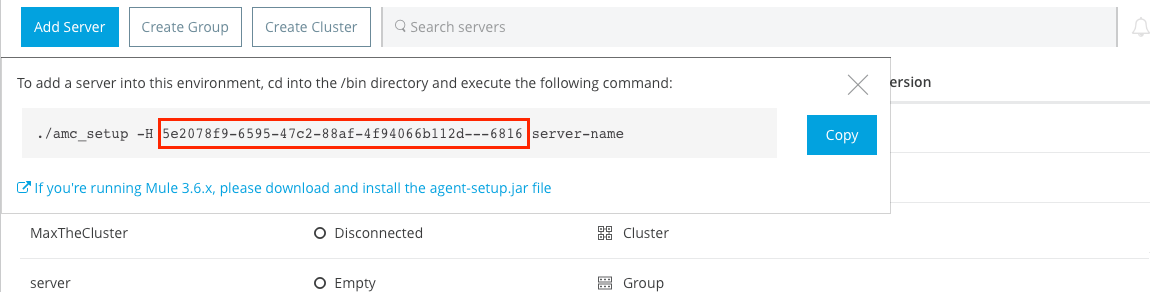 Add Server Create Group Create Cluster Search servers
To add a server into this environment, cd into the /bin directory and execute the following command:
ersion
./amc_setup -H 5e2078f9-6595-47c2-88af-4f94066b112d---6816 server-name
Copy
If you're running Mule 3.6.x, please download and install the agent-setup.jar file
MaxTheCluster Disconnected Cluster
server Empty Group